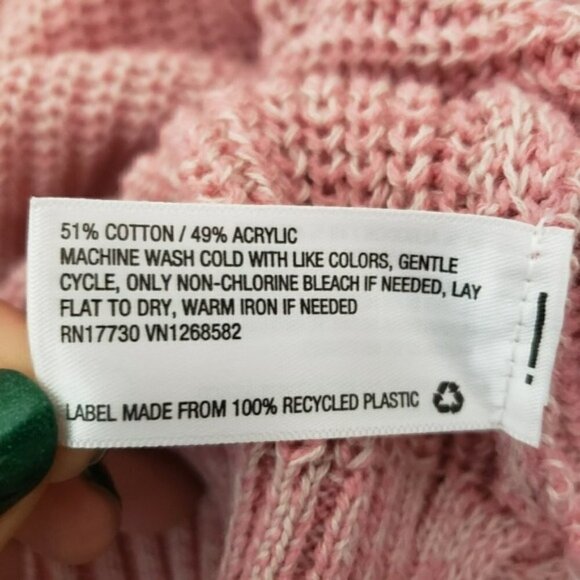 51% COTTON / 49% ACRYLIC
MACHINE WASH COLD WITH LIKE COLORS, GENTLE
CYCLE, ONLY NON-CHLORINE BLEACH IF NEEDED, LAY
FLAT TO DRY, WARM IRON IF NEEDED
RN17730 VN1268582
LABEL MADE FROM 100% RECYCLED PLASTIC